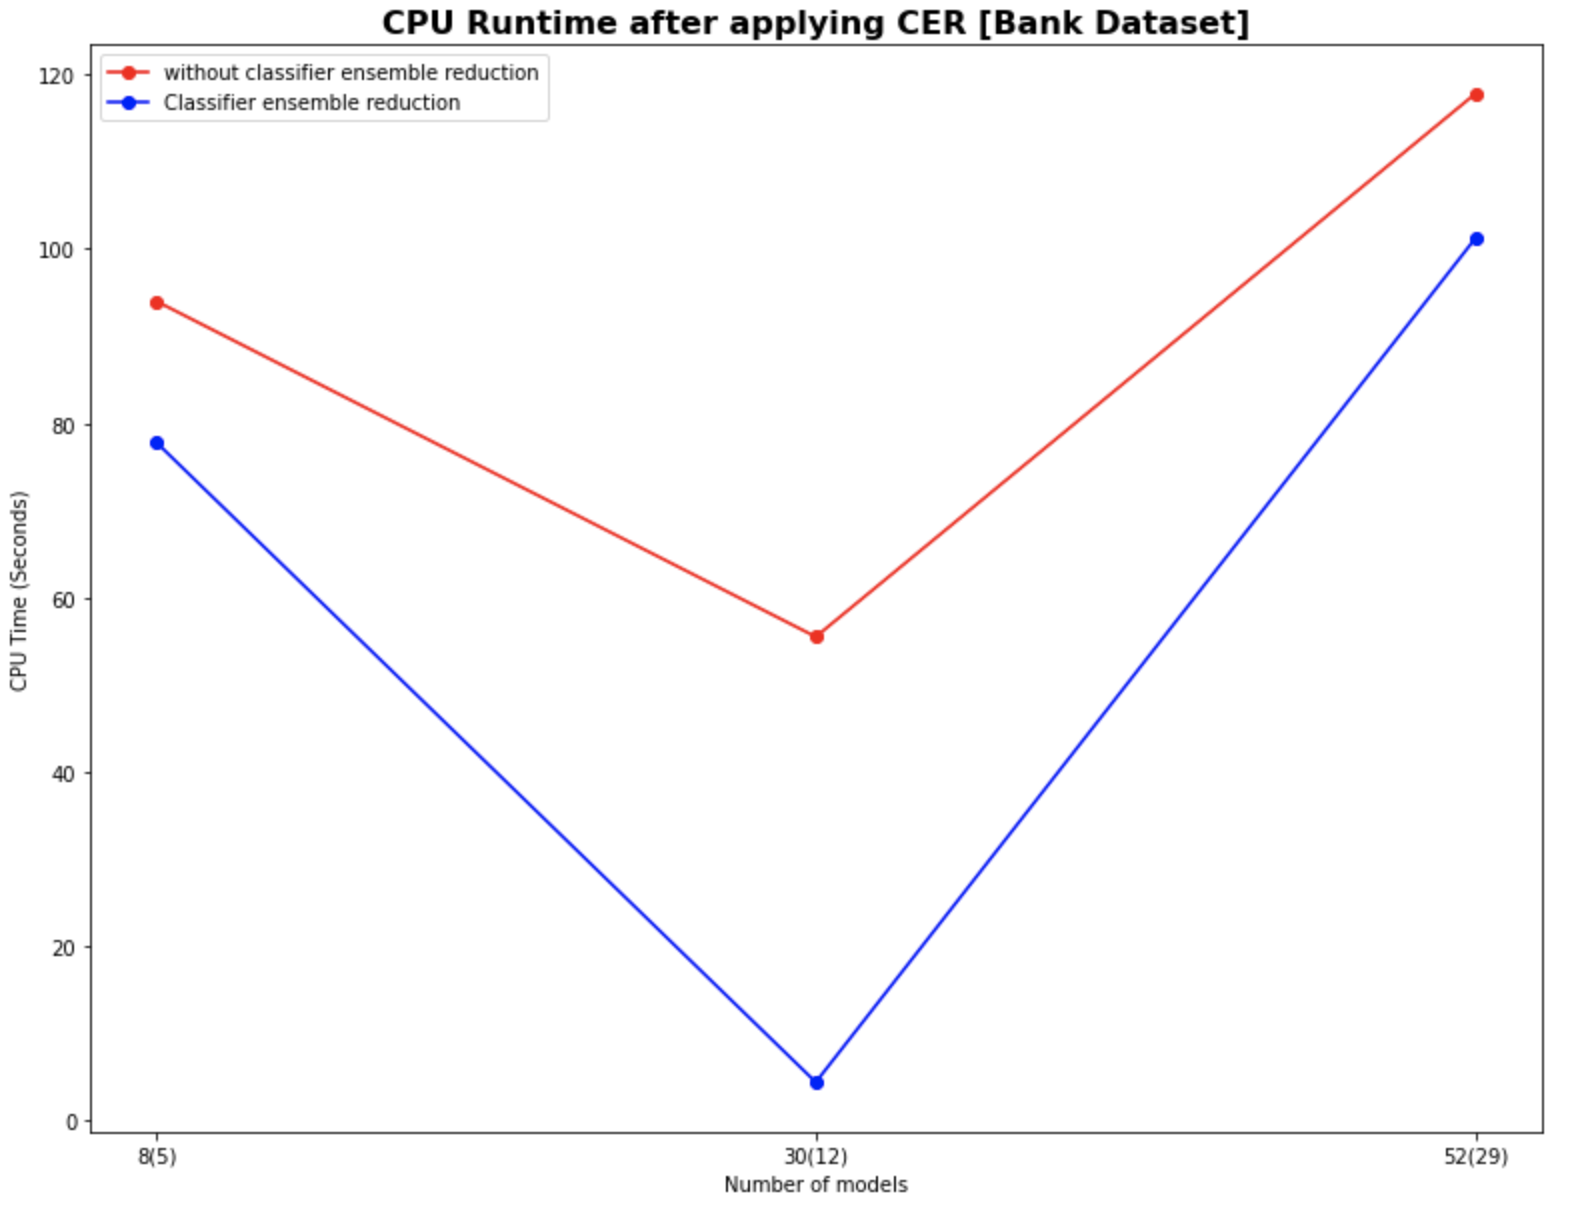 CPU Runtime after applying CER [Bank Dataset]
without classifier ensemble reduction
Classifier ensemble reduction
120
100
80
60
40
20
0
CPU Time (Seconds)
8(5)
30(12)
52(29)
Number of models